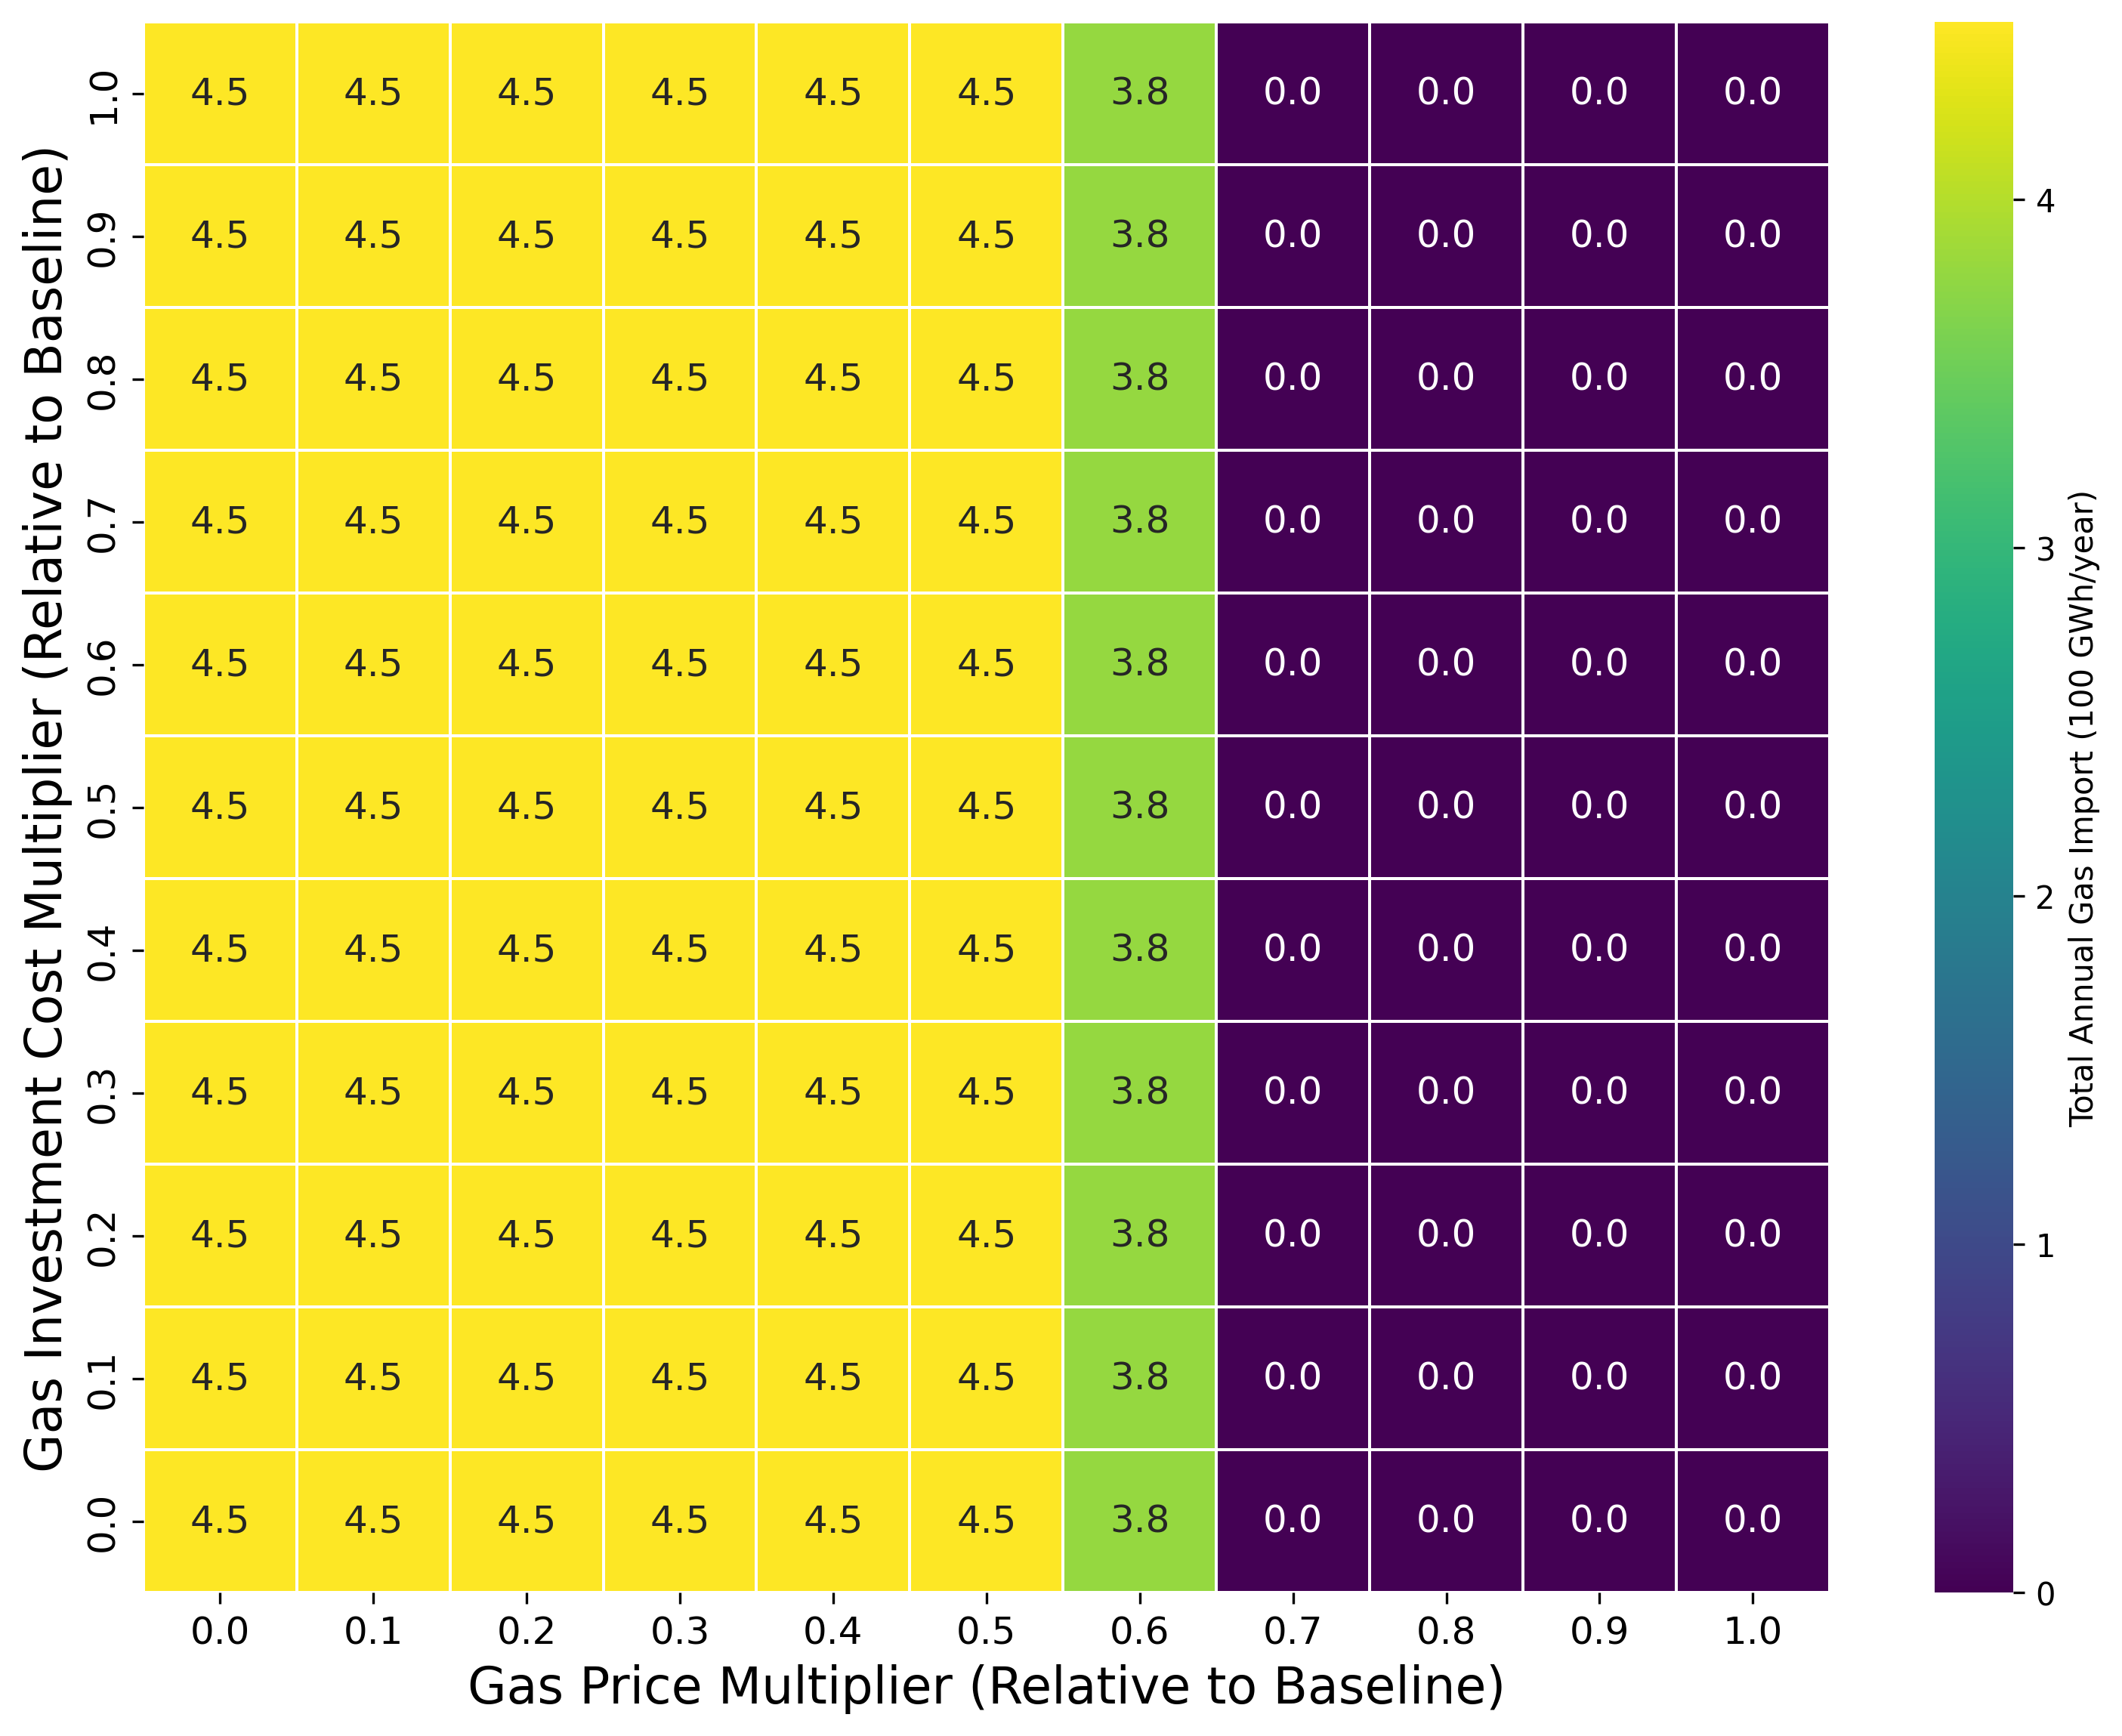 Gas Investment Cost Multiplier (Relative to Baseline)
1.0 4.5 4.5 4.5 4.5 4.5 4.5 3.8 0.0 0.0 0.0 0.0
0.9 4.5 4.5 4.5 4.5 4.5 4.5 3.8 0.0 0.0 0.0 0.0
0.8 4.5 4.5 4.5 4.5 4.5 4.5 3.8 0.0 0.0 0.0 0.0
0.7 4.5 4.5 4.5 4.5 4.5 4.5 3.8 0.0 0.0 0.0 0.0
0.6 4.5 4.5 4.5 4.5 4.5 4.5 3.8 0.0 0.0 0.0 0.0
0.5 4.5 4.5 4.5 4.5 4.5 4.5 3.8 0.0 0.0 0.0 0.0
0.4 4.5 4.5 4.5 4.5 4.5 4.5 3.8 0.0 0.0 0.0 0.0
0.3 4.5 4.5 4.5 4.5 4.5 4.5 3.8 0.0 0.0 0.0 0.0
0.2 4.5 4.5 4.5 4.5 4.5 4.5 3.8 0.0 0.0 0.0 0.0
0.1 4.5 4.5 4.5 4.5 4.5 4.5 3.8 0.0 0.0 0.0 0.0
0.0 4.5 4.5 4.5 4.5 4.5 4.5 3.8 0.0 0.0 0.0 0.0
0.0 0.1 0.2 0.3 0.4 0.5 0.6 0.7 0.8 0.9 1.0
Gas Price Multiplier (Relative to Baseline)
4
3
2
1
0
Total Annual Gas Import (100 GWh/year)